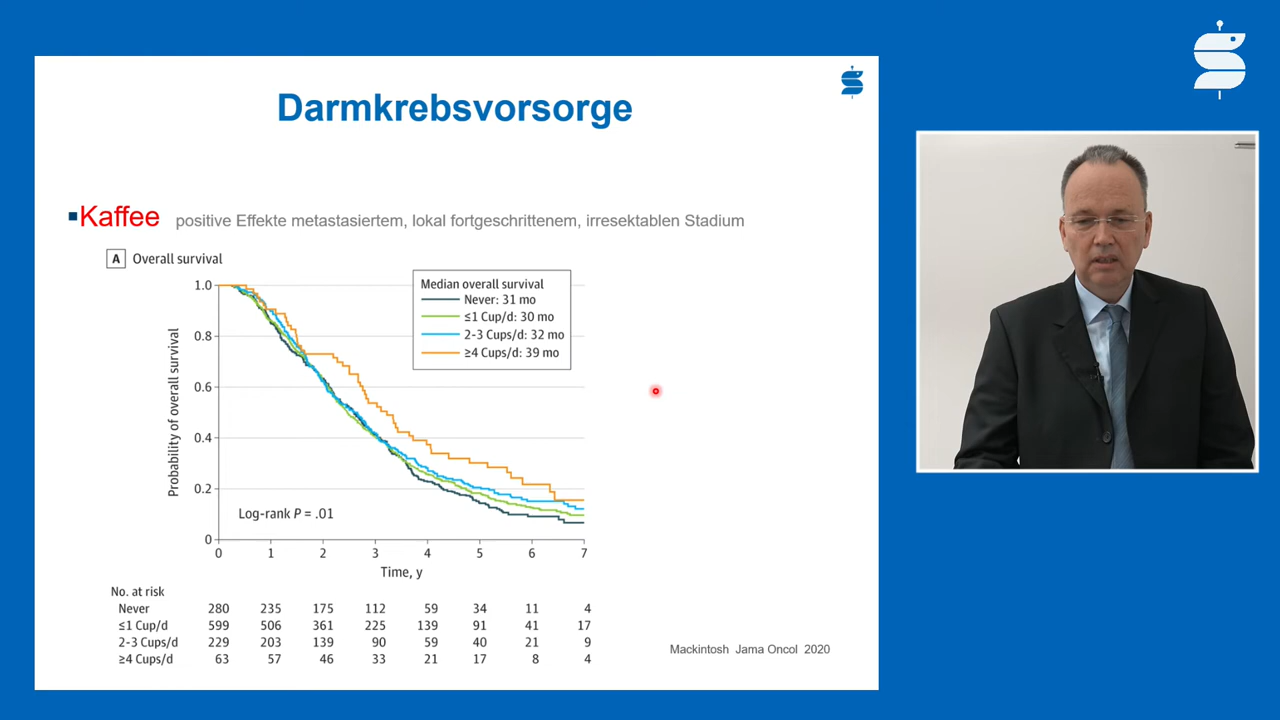 Darmkrebsvorsorge
Kaffee positive Effekte metastasiertem, lokal fortgeschrittenem, irresektablen Stadium
A Overall survival
Probability of overall survival
1.0
0.8
0.6
0.4
0.2
0
Median overall survival
Never: 31 mo
≤1 Cup/d: 30 mo
2-3 Cups/d: 32 mo
≥4 Cups/d: 39 mo
Log-rank P = .01
0 1 2 3 4 5 6 7
Time, y
No. at risk
Never 280 235 175 112 59 34 11 4
≤1 Cup/d 599 506 361 225 139 91 41 17
2-3 Cups/d 229 203 139 90 59 40 21 9
≥4 Cups/d 63 57 46 33 21 17 8 4
Mackintosh Jama Oncol 2020